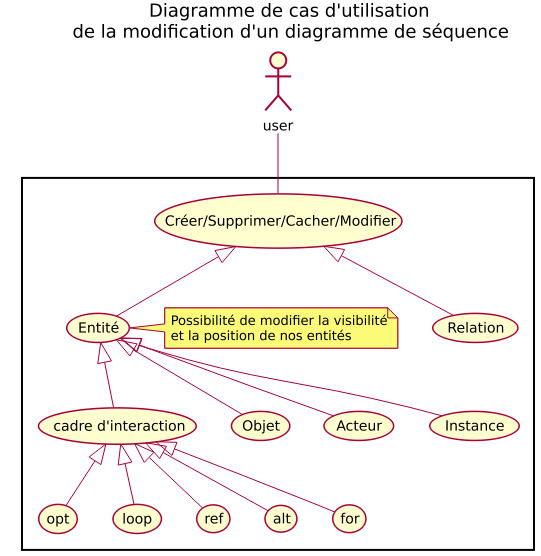 Diagramme de cas d'utilisation
de la modification d'un diagramme de séquence
user
Créer/Supprimer/Cacher/Modifier
Entité
Possibilité de modifier la visibilité
et la position de nos entités
Relation
cadre d'interaction
Objet
Acteur
Instance
opt
loop
ref
alt
for